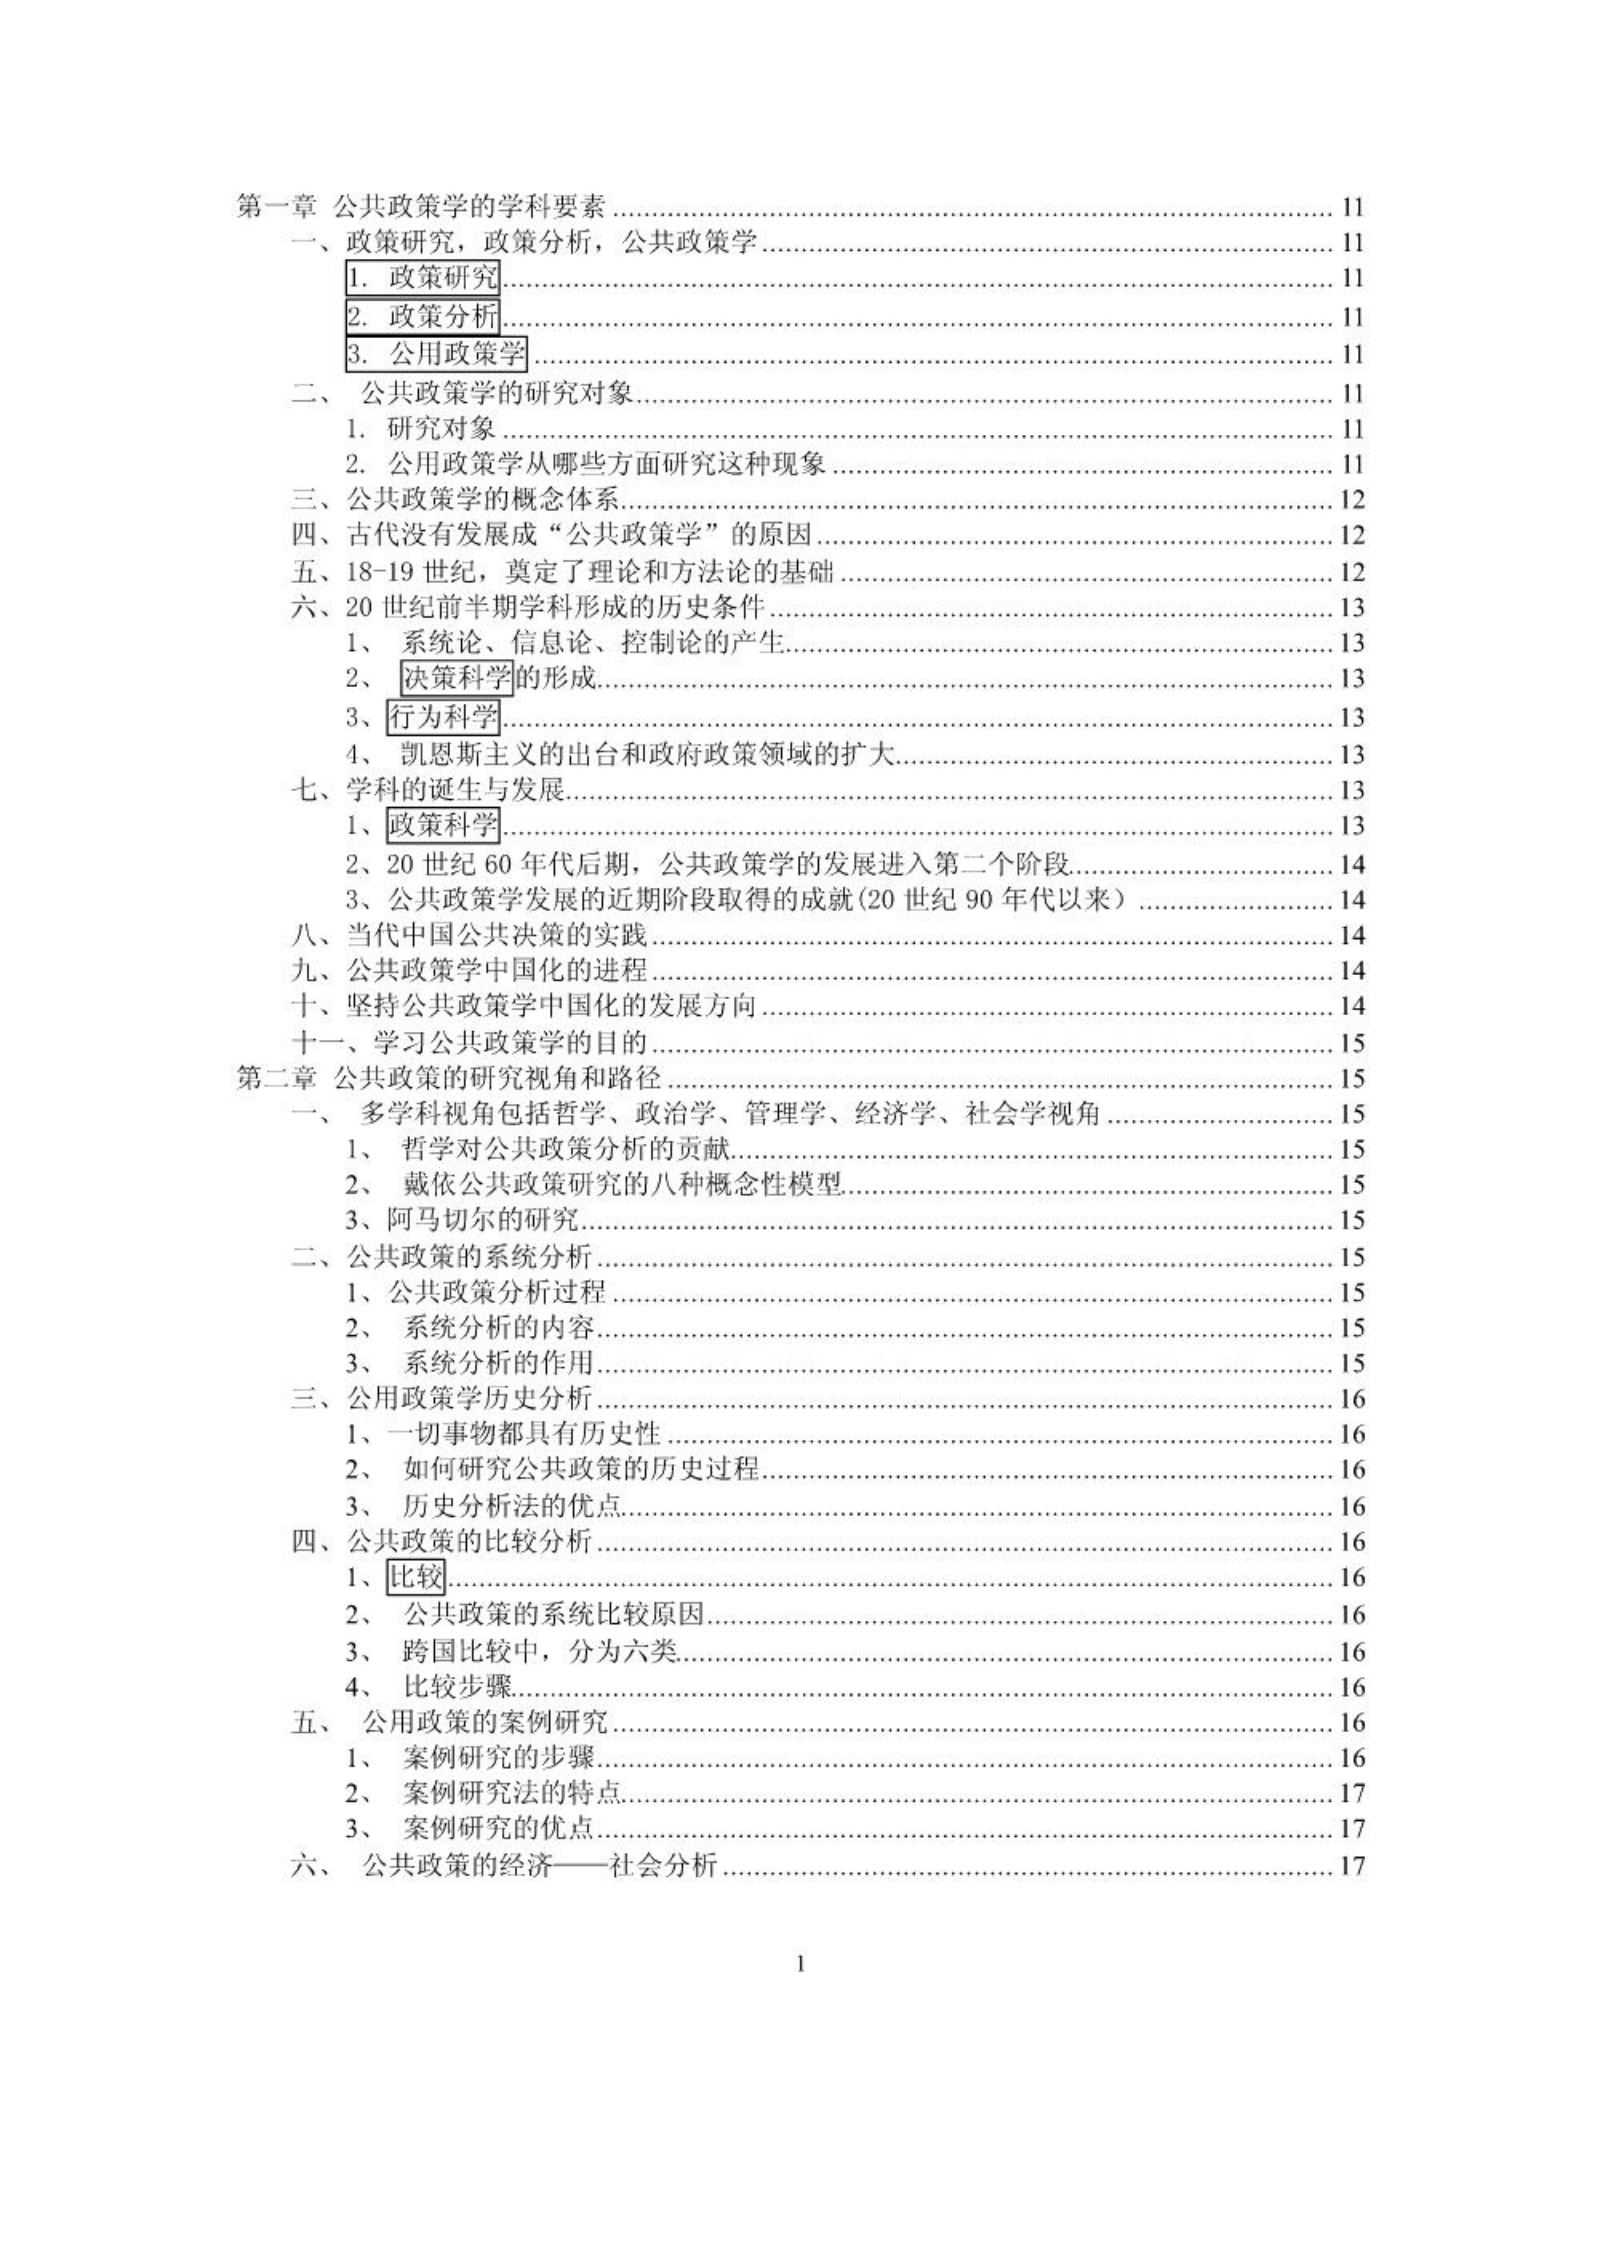 第一章 公共政策学的学科要素........ 11
一、政策研究，政策分析，公共政策学........ 11
1. 政策研究........ 11
2. 政策分析........ 11
3. 公用政策学........ 11
二、 公共政策学的研究对象........ 11
1. 研究对象........ 11
2. 公用政策学从哪些方面研究这种现象........ 11
三、公共政策学的概念体系........ 12
四、古代没有发展成“公共政策学”的原因........ 12
五、18-19 世纪，奠定了理论和方法论的基础........ 12
六、20 世纪前半期学科形成的历史条件........ 13
1、 系统论、信息论、控制论的产生........ 13
2、 决策科学的形成........ 13
3、行为科学........ 13
4、 凯恩斯主义的出台和政府政策领域的扩大........ 13
七、学科的诞生与发展........ 13
1、政策科学........ 13
2、20 世纪 60 年代后期，公共政策学的发展进入第二个阶段........ 14
3、公共政策学发展的近期阶段取得的成就(20 世纪 90 年代以来）........ 14
八、当代中国公共决策的实践........ 14
九、公共政策学中国化的进程........ 14
十、坚持公共政策学中国化的发展方向........ 14
十一、学习公共政策学的目的........ 15
第二章 公共政策的研究视角和路径........ 15
一、 多学科视角包括哲学、政治学、管理学、经济学、社会学视角........ 15
1、 哲学对公共政策分析的贡献........ 15
2、 戴依公共政策研究的八种概念性模型........ 15
3、阿马切尔的研究........ 15
二、公共政策的系统分析........ 15
1、公共政策分析过程........ 15
2、 系统分析的内容........ 15
3、 系统分析的作用........ 15
三、公用政策学历史分析........ 16
1、一切事物都具有历史性........ 16
2、 如何研究公共政策的历史过程........ 16
3、 历史分析法的优点........ 16
四、公共政策的比较分析........ 16
1、比较........ 16
2、 公共政策的系统比较原因........ 16
3、 跨国比较中，分为六类........ 16
4、 比较步骤........ 16
五、 公用政策的案例研究........ 16
1、 案例研究的步骤........ 16
2、 案例研究法的特点........ 17
3、 案例研究的优点........ 17
六、 公共政策的经济——社会分析........ 17
1